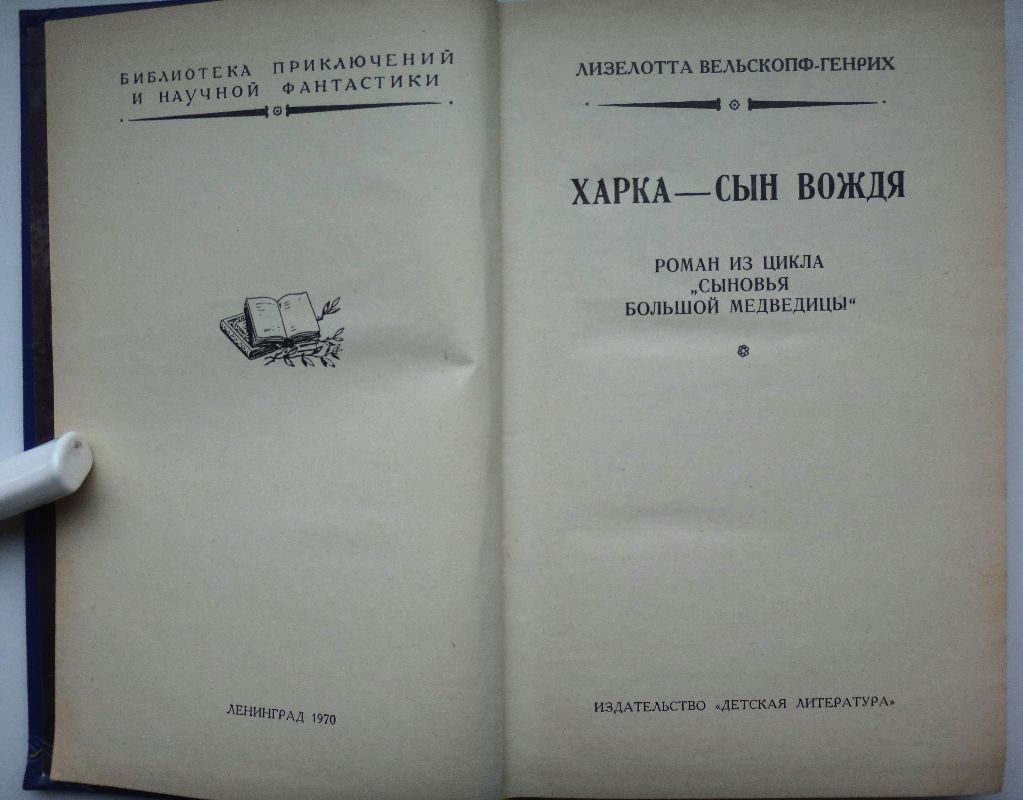 БИБЛИОТЕКА ПРИКЛЮЧЕНИЙ
И НАУЧНОЙ ФАНТАСТИКИ
ЛЕНИНГРАД 1970
ЛИЗЕЛОТТА ВЕЛЬСКОПФ-ГЕНРИХ
ХАРКА — СЫН ВОЖДЯ
РОМАН ИЗ ЦИКЛА
„СЫНОВЬЯ
БОЛЬШОЙ МЕДВЕДИЦЫ“
ИЗДАТЕЛЬСТВО «ДЕТСКАЯ ЛИТЕРАТУРА»